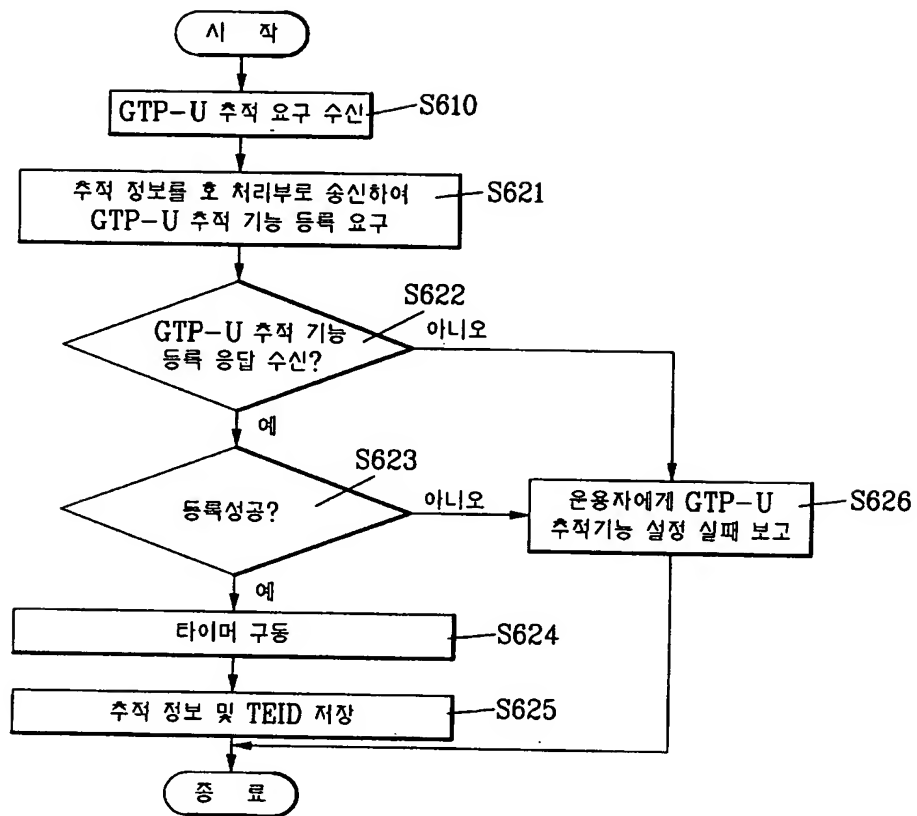 시 작
GTP-U 추적 요구 수신
S610
추적 정보를 호 처리부로 송신하여
GTP-U 추적 기능 등록 요구
S621
S622
GTP-U 추적 기능
등록 응답 수신?
아니오
예
S623
등록성공?
아니오
운용자에게 GTP-U
추적기능 설정 실패 보고
S626
예
타이머 구동
S624
추적 정보 및 TEID 저장
S625
종 료